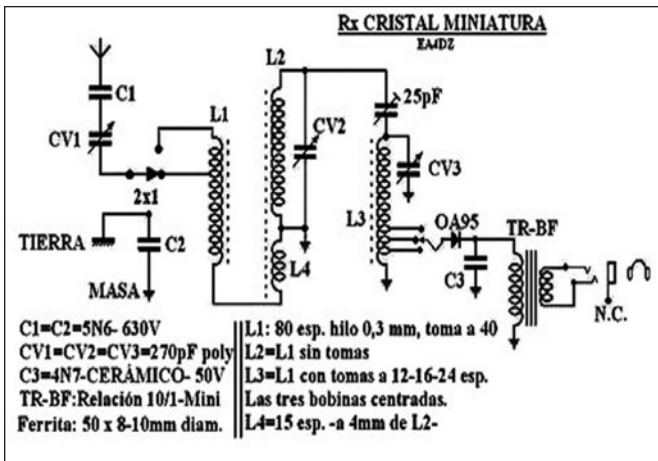 Rx CRISTAL MINIATURA
EA4DZ
L2
C1
L1
25pF
CV1
CV2
CV3
2x1
L3
OA95
TR-BF
TIERRA
C2
L4
C3
MASA
N.C.
C1=C2=5N6- 630V
CV1=CV2=CV3=270pF poly
C3=4N7-CERÁMICO- 50V
TR-BF:Relación 10/1-Mini
Ferrita: 50 x 8-10mm diam.
L1: 80 esp. hilo 0,3 mm, toma a 40
L2=L1 sin tomas
L3=L1 con tomas a 12-16-24 esp.
Las tres bobinas centradas.
L4=15 esp. -a 4mm de L2-